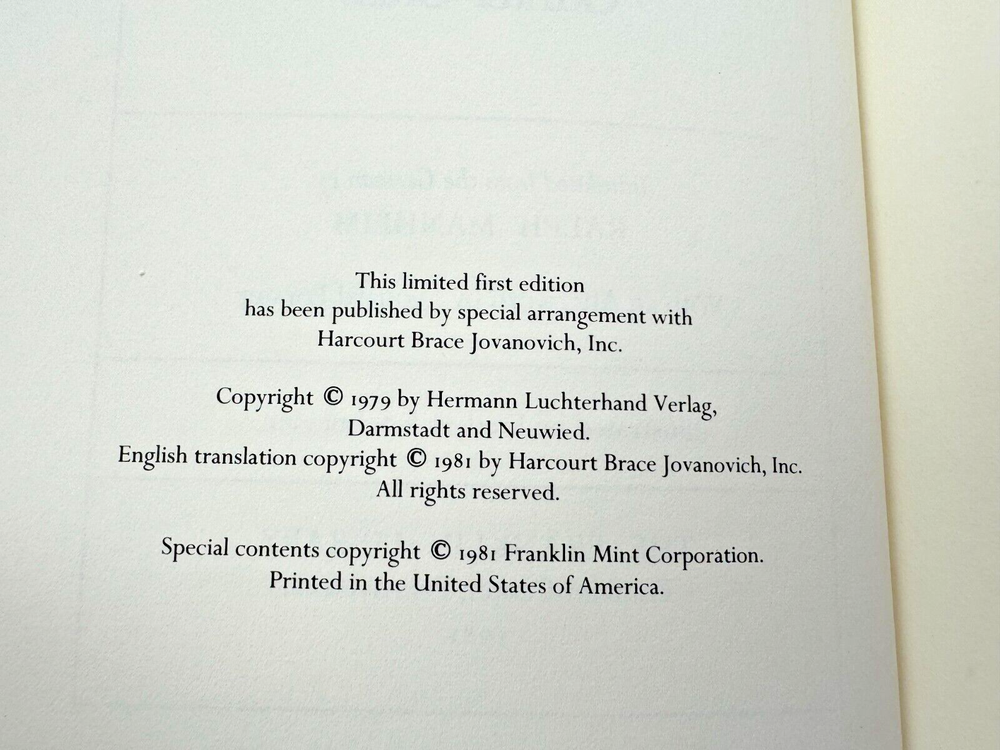 This limited first edition
has been published by special arrangement with
Harcourt Brace Jovanovich, Inc.
Copyright © 1979 by Hermann Luchterhand Verlag,
Darmstadt and Neuwied.
English translation copyright © 1981 by Harcourt Brace Jovanovich, Inc.
All rights reserved.
Special contents copyright © 1981 Franklin Mint Corporation.
Printed in the United States of America.